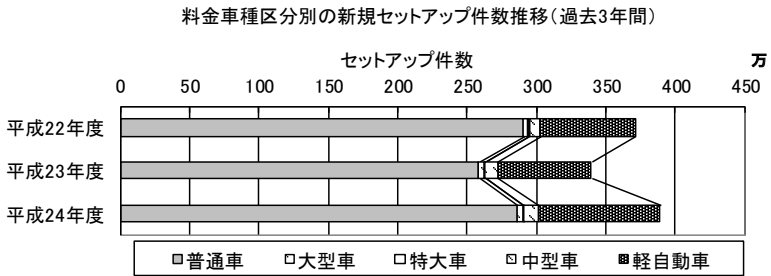 料金車種区分別の新規セットアップ件数推移(過去3年間)
セットアップ件数
万
0 50 100 150 200 250 300 350 400 450
平成22年度
平成23年度
平成24年度
普通車 大型車 特大車 中型車 軽自動車